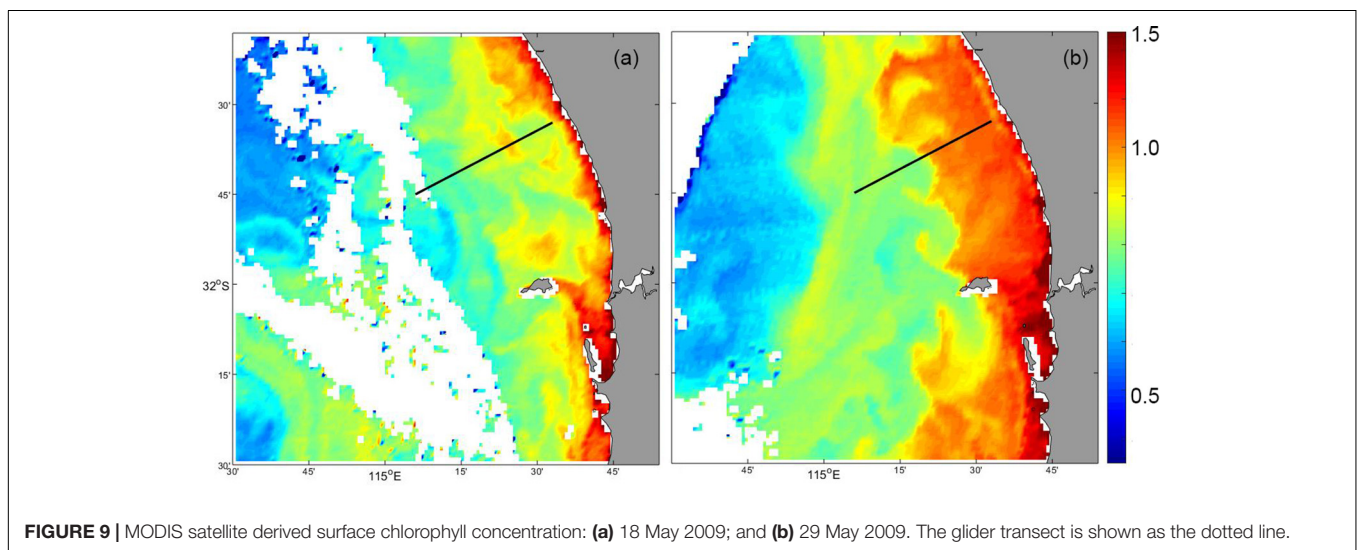 (a)
(b)
1.5
1.0
0.5
30'
45'
32°S
15'
30'
30'
45'
115°E
15'
30'
45'
45'
115°E
15'
30'
45'
FIGURE 9 | MODIS satellite derived surface chlorophyll concentration: (a) 18 May 2009; and (b) 29 May 2009. The glider transect is shown as the dotted line.